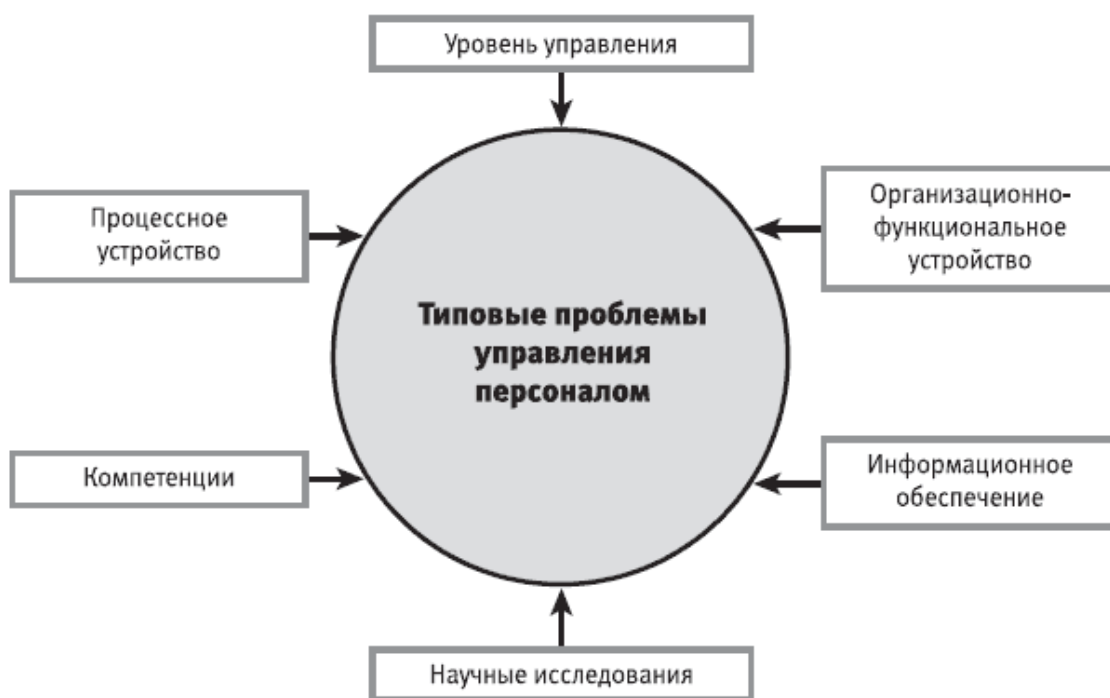 Уровень управления
Процессное
устройство
Организационно-
функциональное
устройство
Типовые проблемы
управления
персоналом
Компетенции
Информационное
обеспечение
Научные исследования